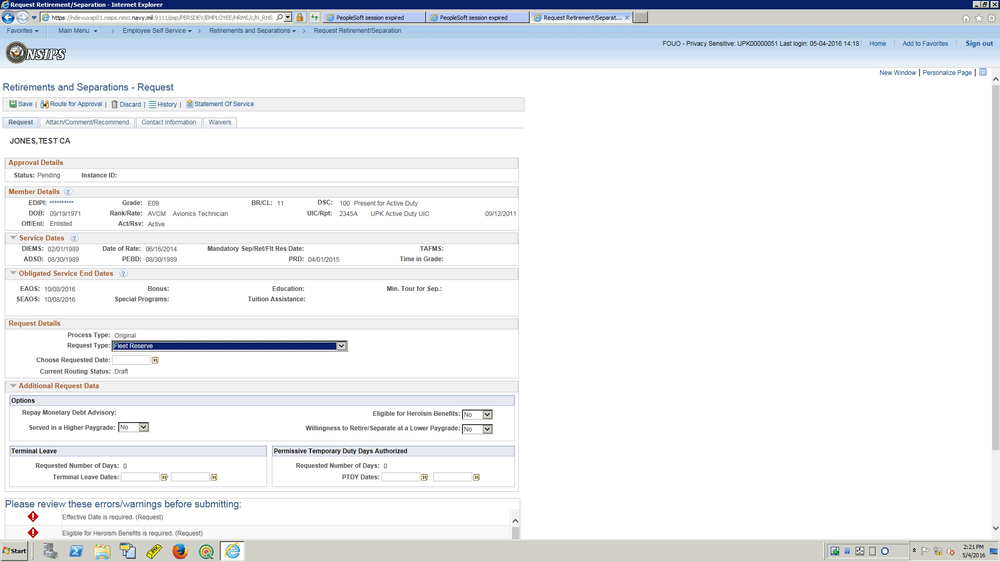 Request Retirement/Separation - Internet Explorer
https://ndevuxap01.nsips.nmci.navy.mil:9111/psp/PERSDEV/EMPLOYEE/HRMS/c/N_RNS_
PeopleSoft session expired
PeopleSoft session expired
Request Retirement/Separat...
Favorites
Main Menu > Employee Self Service > Retirements and Separations > Request Retirement/Separation
NSIPS
FOUO - Privacy Sensitive: UPK00000051 Last login: 05-04-2016 14:18
Home
Add to Favorites
Sign out
New Window | Personalize Page |
Retirements and Separations - Request
Save | Route for Approval | Discard | History | Statement Of Service
Request Attach/Comment/Recommend Contact Information Waivers
JONES,TEST CA
Approval Details
Status: Pending Instance ID:
Member Details ?
EDIPI: ********** Grade: E09 BR/CL: 11 DSC: 100 Present for Active Duty
DOB: 09/19/1971 Rank/Rate: AVCM Avionics Technician UIC/Rpt: 2345A UPK Active Duty UIC 09/12/2011
Off/Enl: Enlisted Act/Rsv: Active
Service Dates ?
DIEMS: 02/01/1989 Date of Rate: 06/16/2014 Mandatory Sep/Ret/Flt Res Date: TAFMS:
ADSD: 08/30/1989 PEBD: 08/30/1989 PRD: 04/01/2015 Time in Grade:
Obligated Service End Dates ?
EAOS: 10/08/2016 Bonus: Education: Min. Tour for Sep.:
SEAOS: 10/08/2016 Special Programs: Tuition Assistance:
Request Details
Process Type: Original
Request Type: Fleet Reserve
Choose Requested Date: 31
Current Routing Status: Draft
Additional Request Data
Options
Repay Monetary Debt Advisory: Eligible for Heroism Benefits: No
Served in a Higher Paygrade: No Willingness to Retire/Separate at a Lower Paygrade: No
Terminal Leave
Requested Number of Days: 0
Terminal Leave Dates: 31 - 31
Permissive Temporary Duty Days Authorized
Requested Number of Days: 0
PTDY Dates: 31 - 31
Please review these errors/warnings before submitting:
! Effective Date is required. (Request)
! Eligible for Heroism Benefits is required. (Request)
Start
2:21 PM
5/4/2016